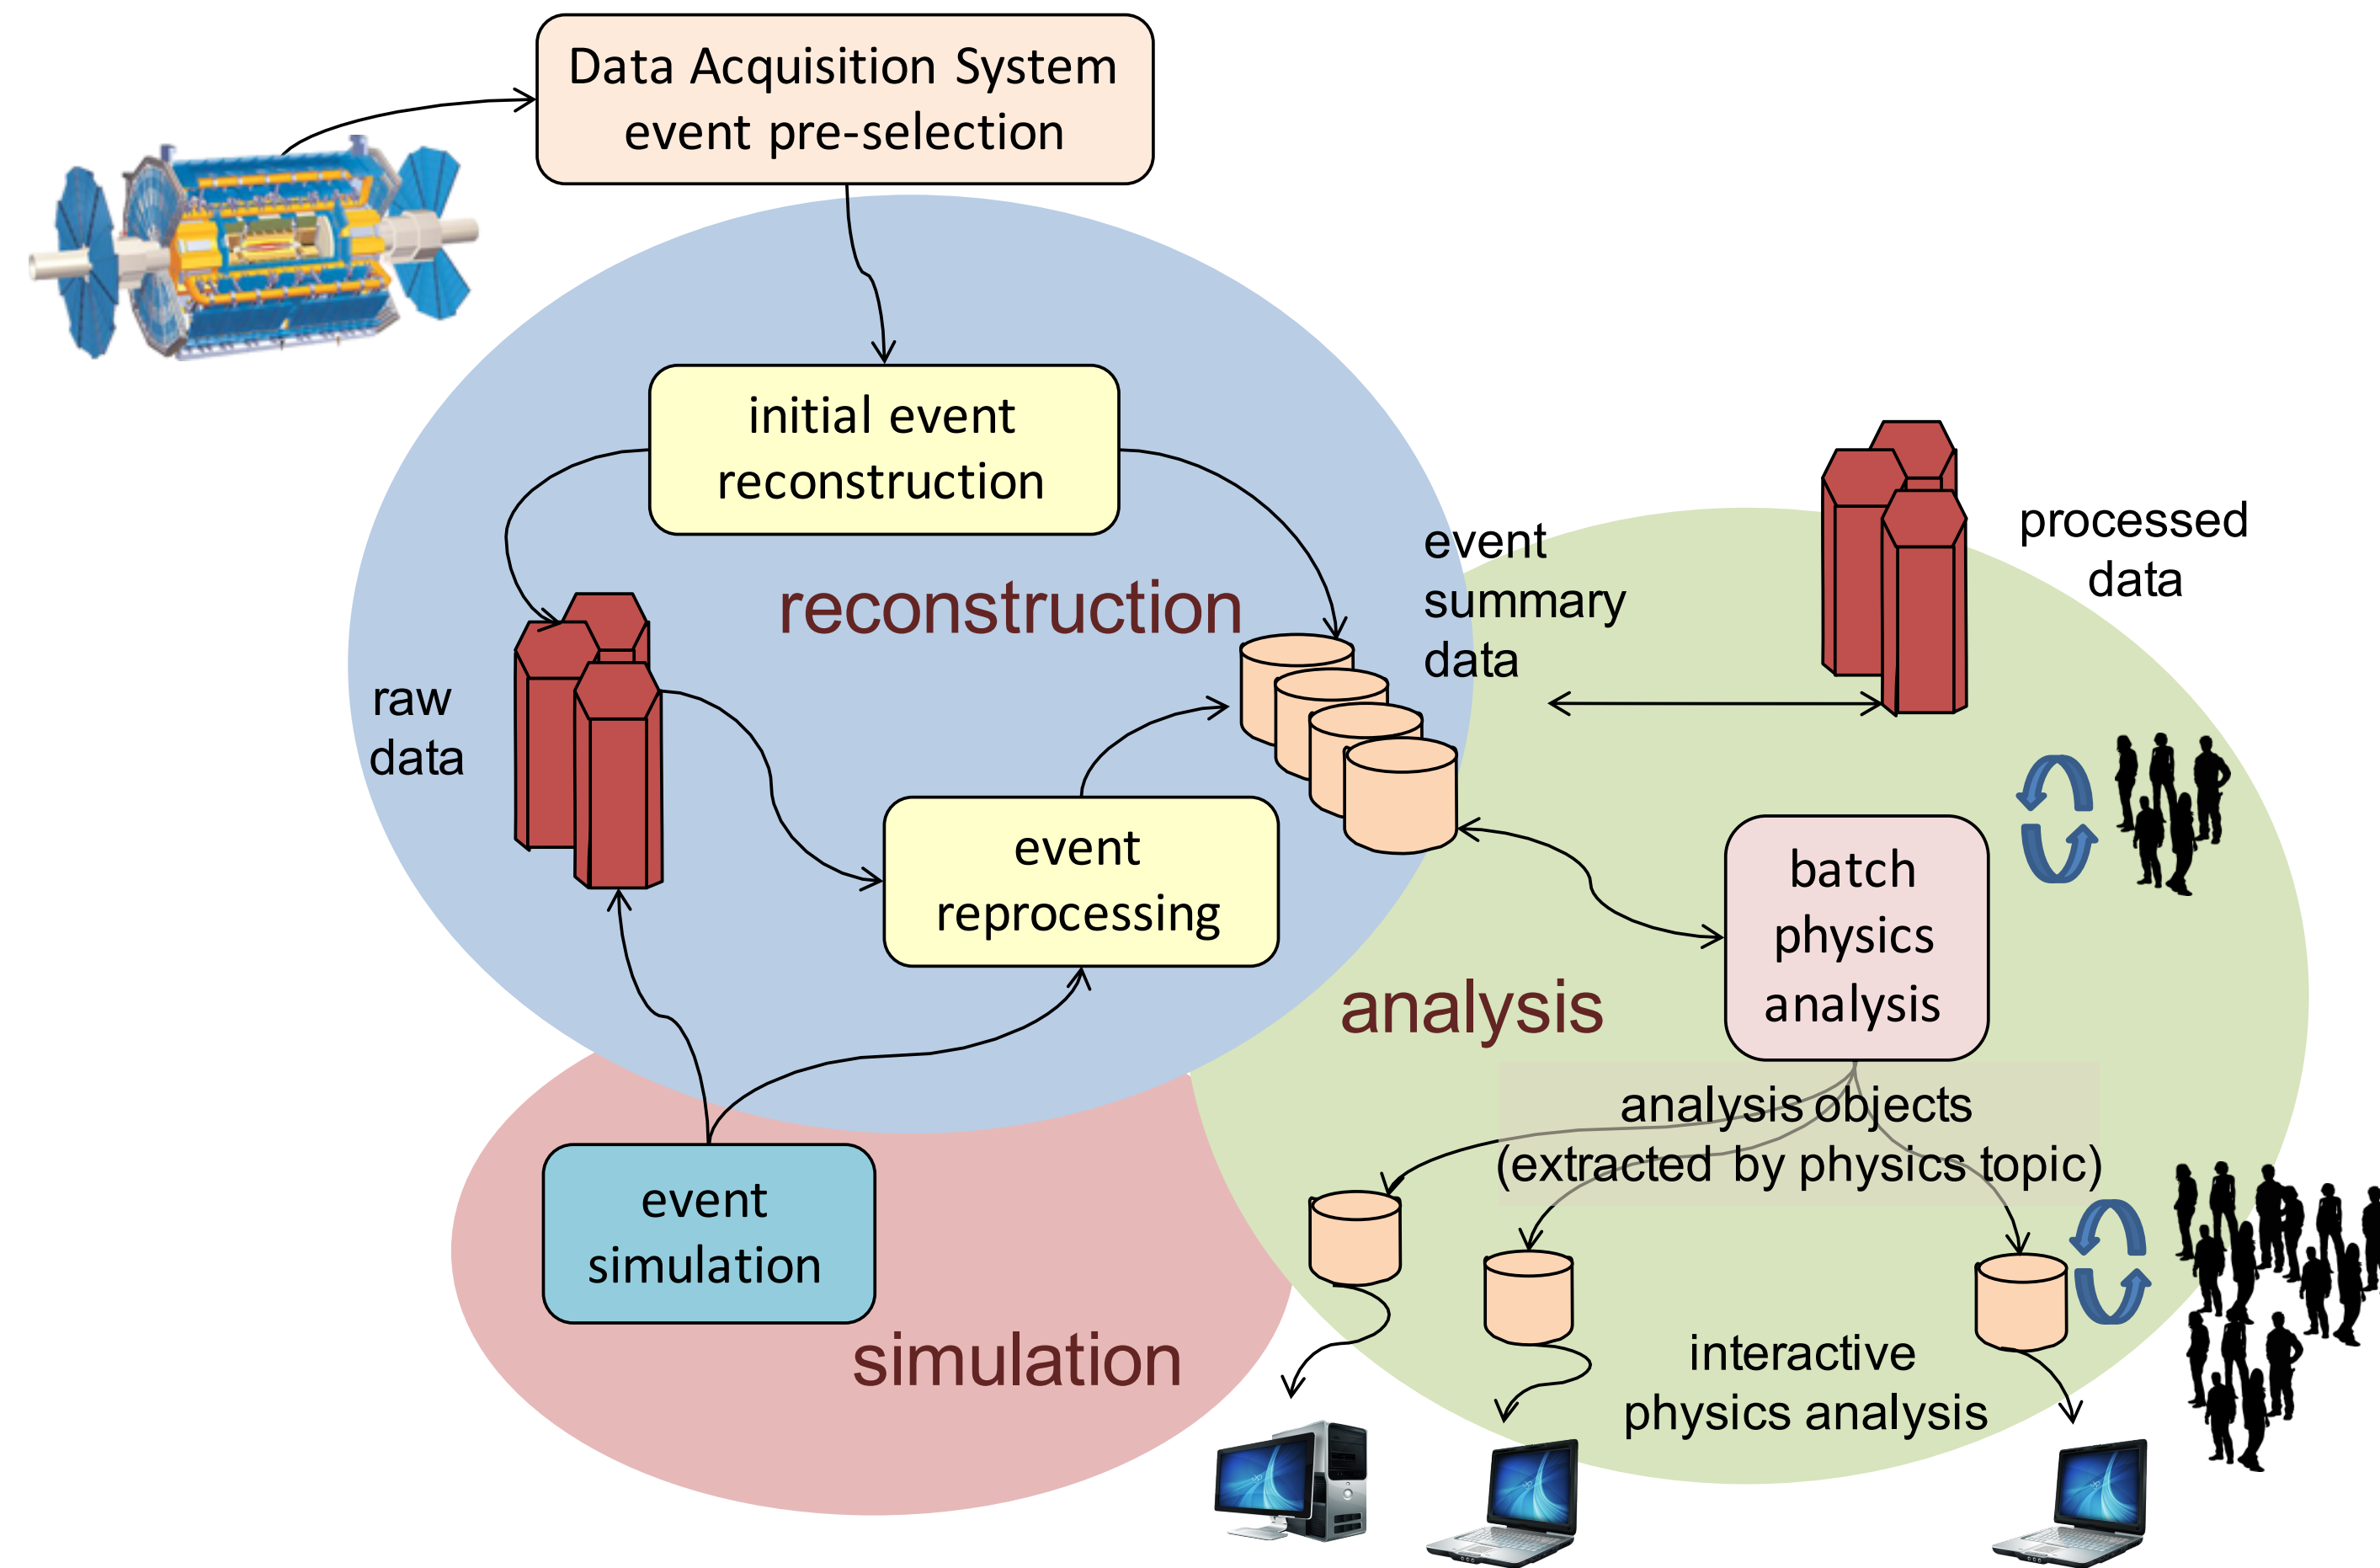 Data Acquisition System
event pre-selection
initial event
reconstruction
reconstruction
event
summary
data
processed
data
raw
data
event
reprocessing
batch
physics
analysis
analysis
analysis objects
(extracted by physics topic)
event
simulation
simulation
interactive
physics analysis